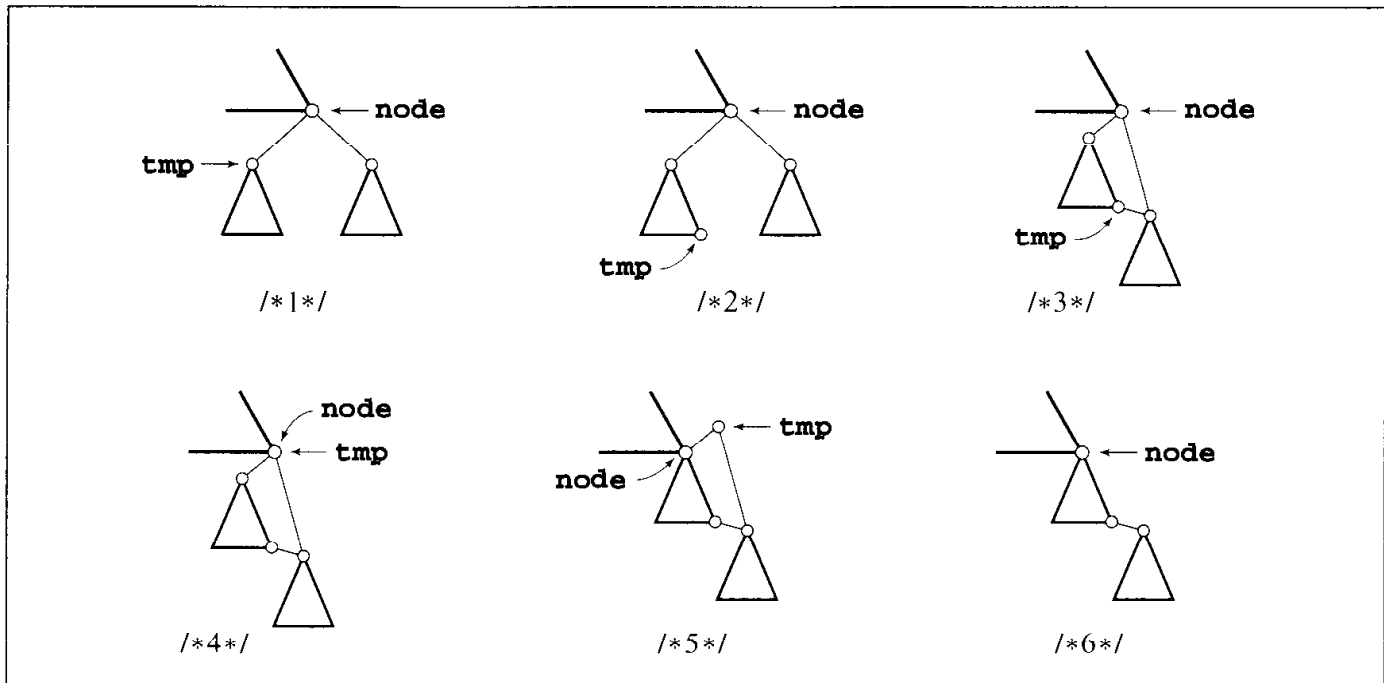 node
tmp
/*1*/
node
tmp
/*2*/
node
tmp
/*3*/
node
tmp
/*4*/
tmp
node
/*5*/
node
/*6*/